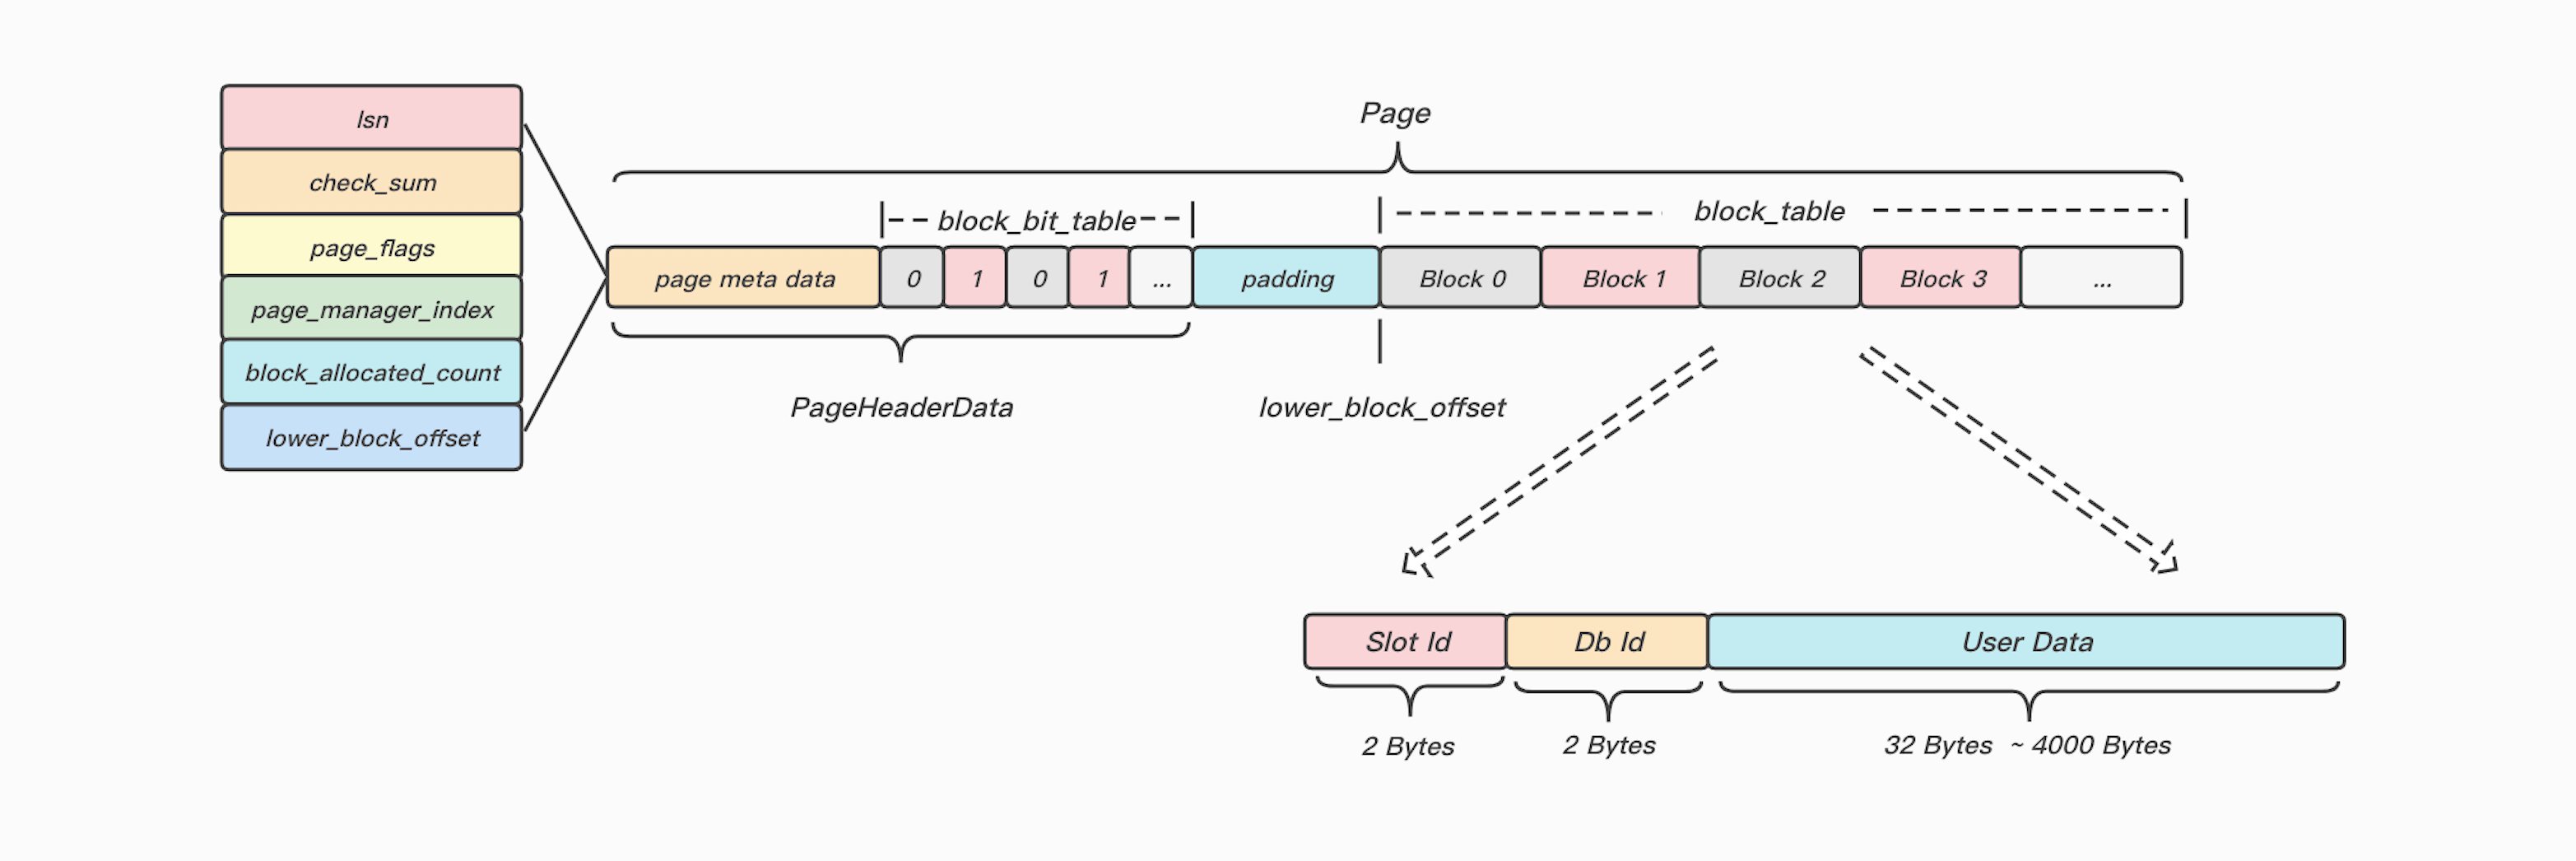 lsn
check_sum
page_flags
page_manager_index
block_allocated_count
lower_block_offset
Page
block_bit_table
block_table
page meta data
0
1
0
1
...
padding
Block 0
Block 1
Block 2
Block 3
...
PageHeaderData
lower_block_offset
Slot Id
Db Id
User Data
2 Bytes
2 Bytes
32 Bytes ~ 4000 Bytes